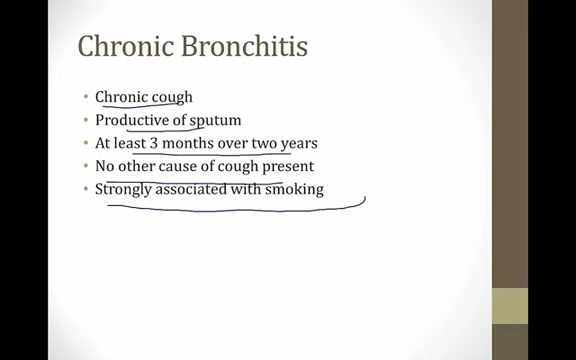 Chronic Bronchitis
• Chronic cough
• Productive of sputum
• At least 3 months over two years
• No other cause of cough present
• Strongly associated with smoking